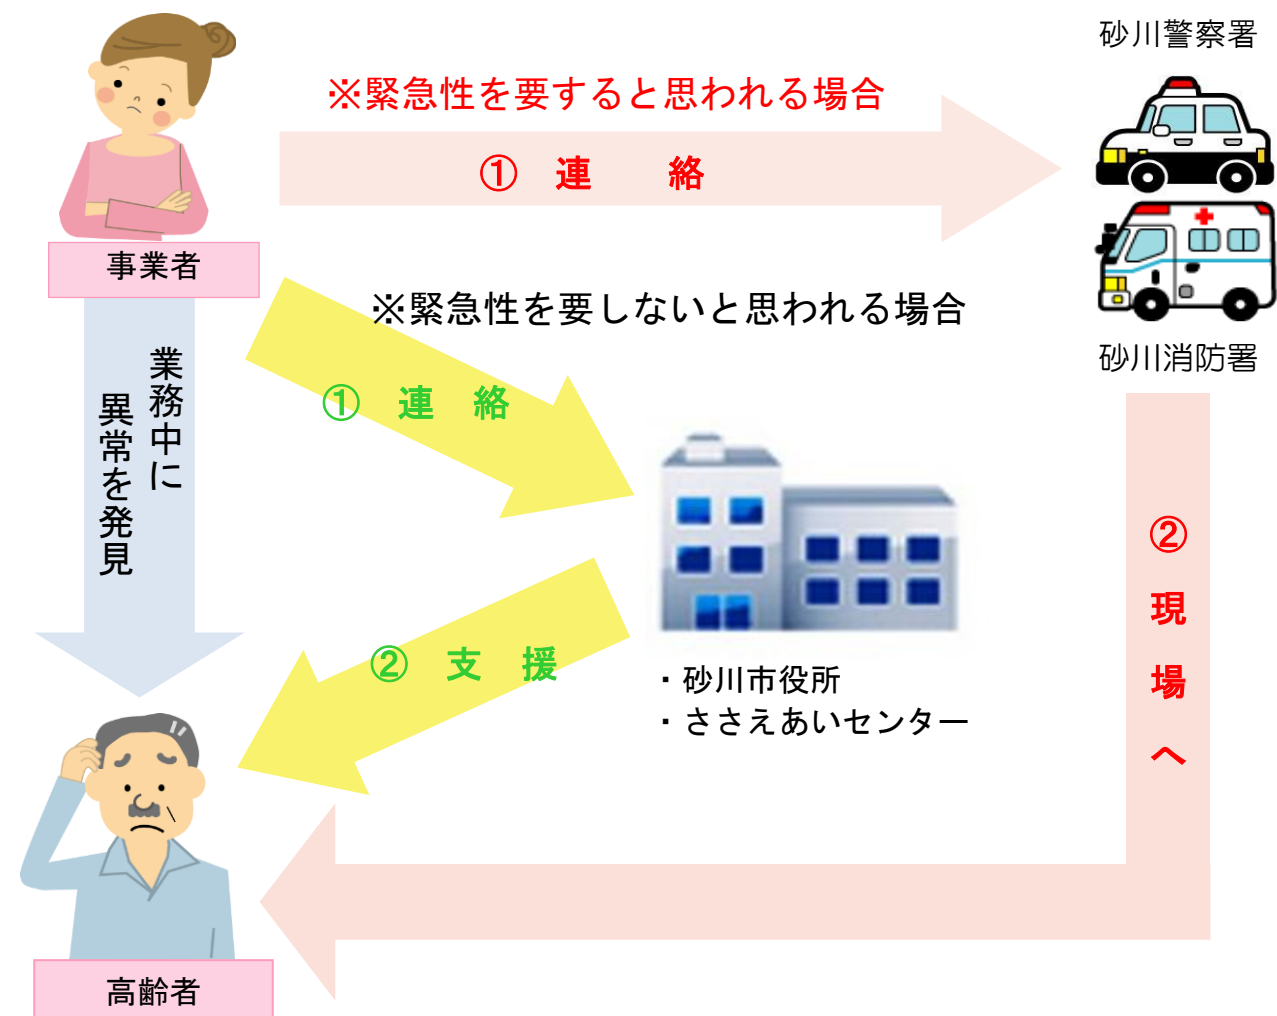 砂川警察署
※緊急性を要すると思われる場合
① 連 絡
事業者
※緊急性を要しないと思われる場合
砂川消防署
業務中に
異常を発見
① 連 絡
② 現 場 へ
② 支 援
・砂川市役所
・ささえあいセンター
高齢者